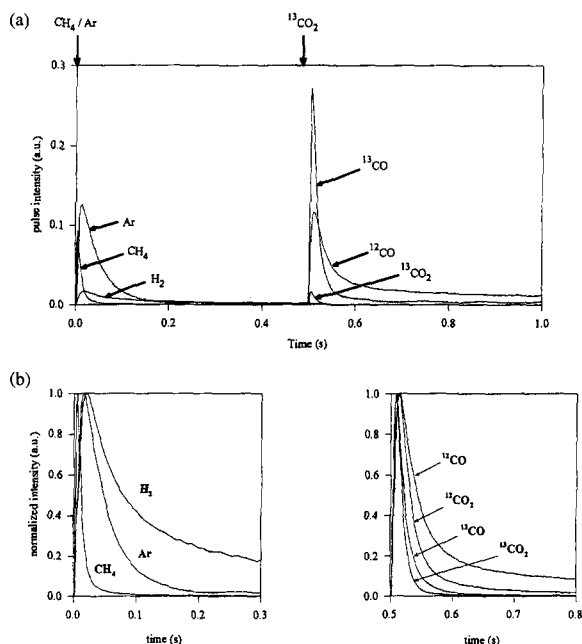 (a)
CH4 / Ar
13CO2
0.3
0.2
0.1
0.0
pulse intensity (a.u.)
Ar
CH4
H2
13CO
12CO
13CO2
0.0 0.2 0.4 0.6 0.8 1.0
Time (s)
(b)
1.0
0.8
0.6
0.4
0.2
0.0
normalized intensity (a.u.)
H2
Ar
CH4
0.0 0.1 0.2 0.3
time (s)
1.0
0.8
0.6
0.4
0.2
0.0
12CO
12CO2
13CO
13CO2
0.5 0.6 0.7 0.8
time (s)